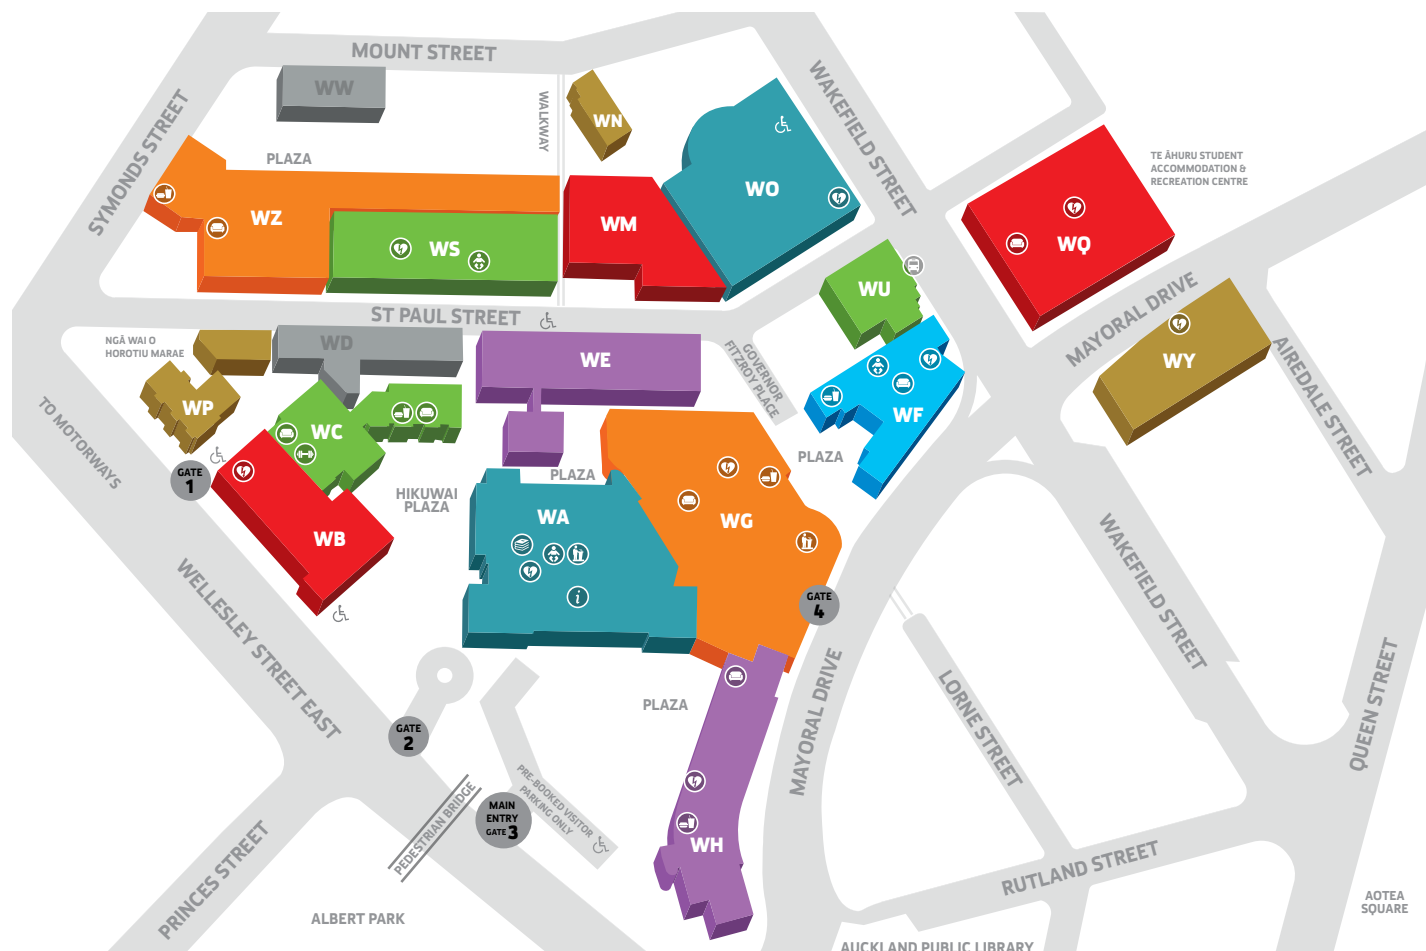 MOUNT STREET
WW
WALKWAY
WN
SYMONDS STREET
PLAZA
WAKEFIELD STREET
TE ĀHURU STUDENT
ACCOMMODATION &
RECREATION CENTRE
WZ
WS
WM
WO
WQ
WU
MAYORAL DRIVE
ST PAUL STREET
NGĀ WAI O
HOROTIU MARAE
WD
WE
GOVERNOR
FITZROY PLACE
WY
AIREDALE STREET
WP
WC
WF
TO MOTORWAYS
GATE
1
PLAZA
PLAZA
HIKUWAI
PLAZA
WA
WG
WB
i
WAKEFIELD STREET
WELLESLEY STREET EAST
GATE
4
PLAZA
MAYORAL DRIVE
LORNE STREET
QUEEN STREET
GATE
2
PRE-BOOKED VISITOR
PARKING ONLY
MAIN
ENTRY
GATE 3
PEDESTRIAN BRIDGE
WH
PRINCES STREET
RUTLAND STREET
ALBERT PARK
AOTEA
SQUARE
AUCKLAND PUBLIC LIBRARY